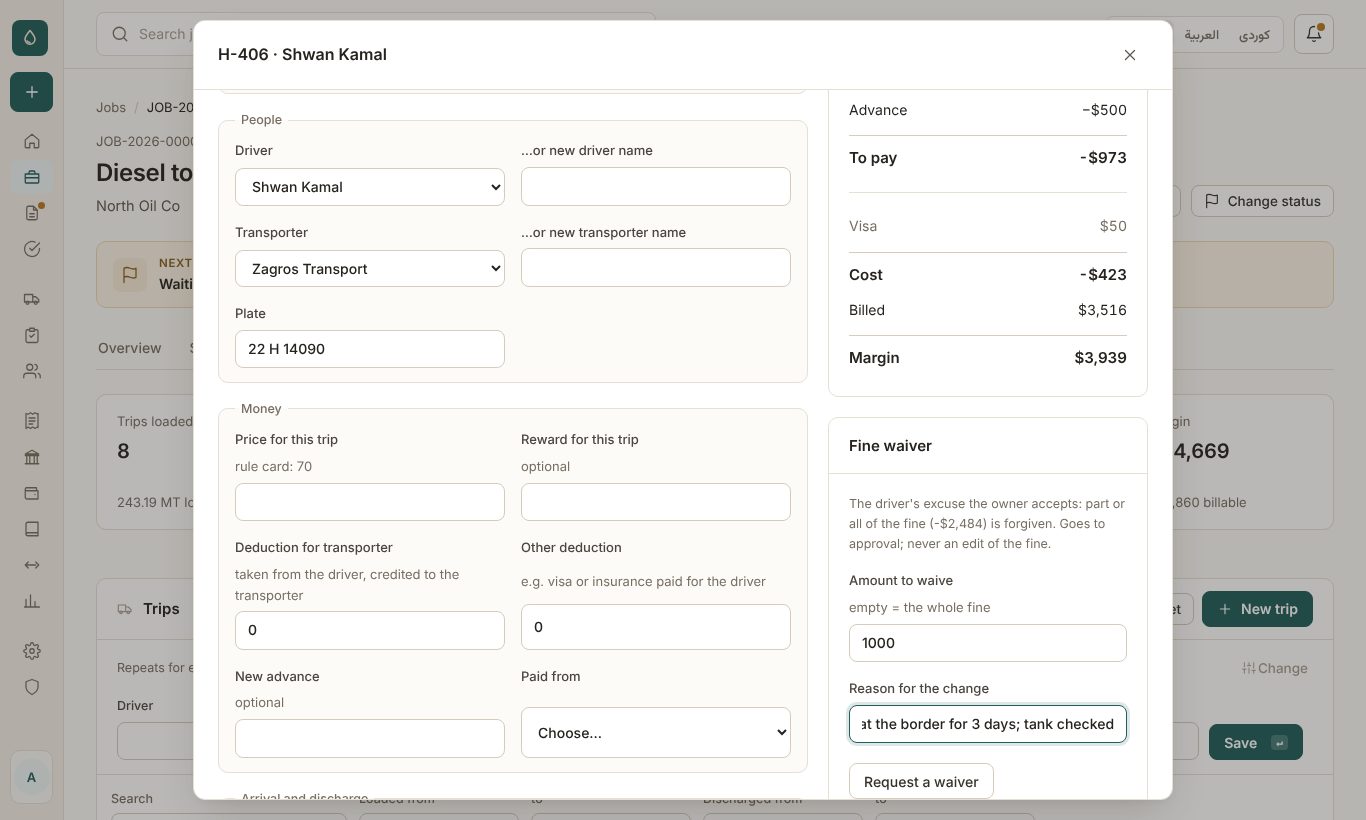 Search j
العربية
كوردی
Jobs / JOB-20
JOB-2026-0000
Diesel to
North Oil Co
Change status
NEXT
Waiti
Overview
Trips loaded
8
243.19 MT lo
gin
4,669
,860 billable
Trips
et
+ New trip
Repeats for e
Change
Driver
Save
Search
Loaded from
to
Discharged from
to
A
H-406 · Shwan Kamal
People
Driver
...or new driver name
Shwan Kamal
Transporter
...or new transporter name
Zagros Transport
Plate
22 H 14090
Money
Price for this trip
Reward for this trip
rule card: 70
optional
Deduction for transporter
Other deduction
taken from the driver, credited to the
transporter
e.g. visa or insurance paid for the driver
0
0
New advance
Paid from
optional
Choose...
Arrival and discharge
Advance −$500
To pay -$973
Visa $50
Cost -$423
Billed $3,516
Margin $3,939
Fine waiver
The driver's excuse the owner accepts: part or
all of the fine (-$2,484) is forgiven. Goes to
approval; never an edit of the fine.
Amount to waive
empty = the whole fine
1000
Reason for the change
at the border for 3 days; tank checked
Request a waiver